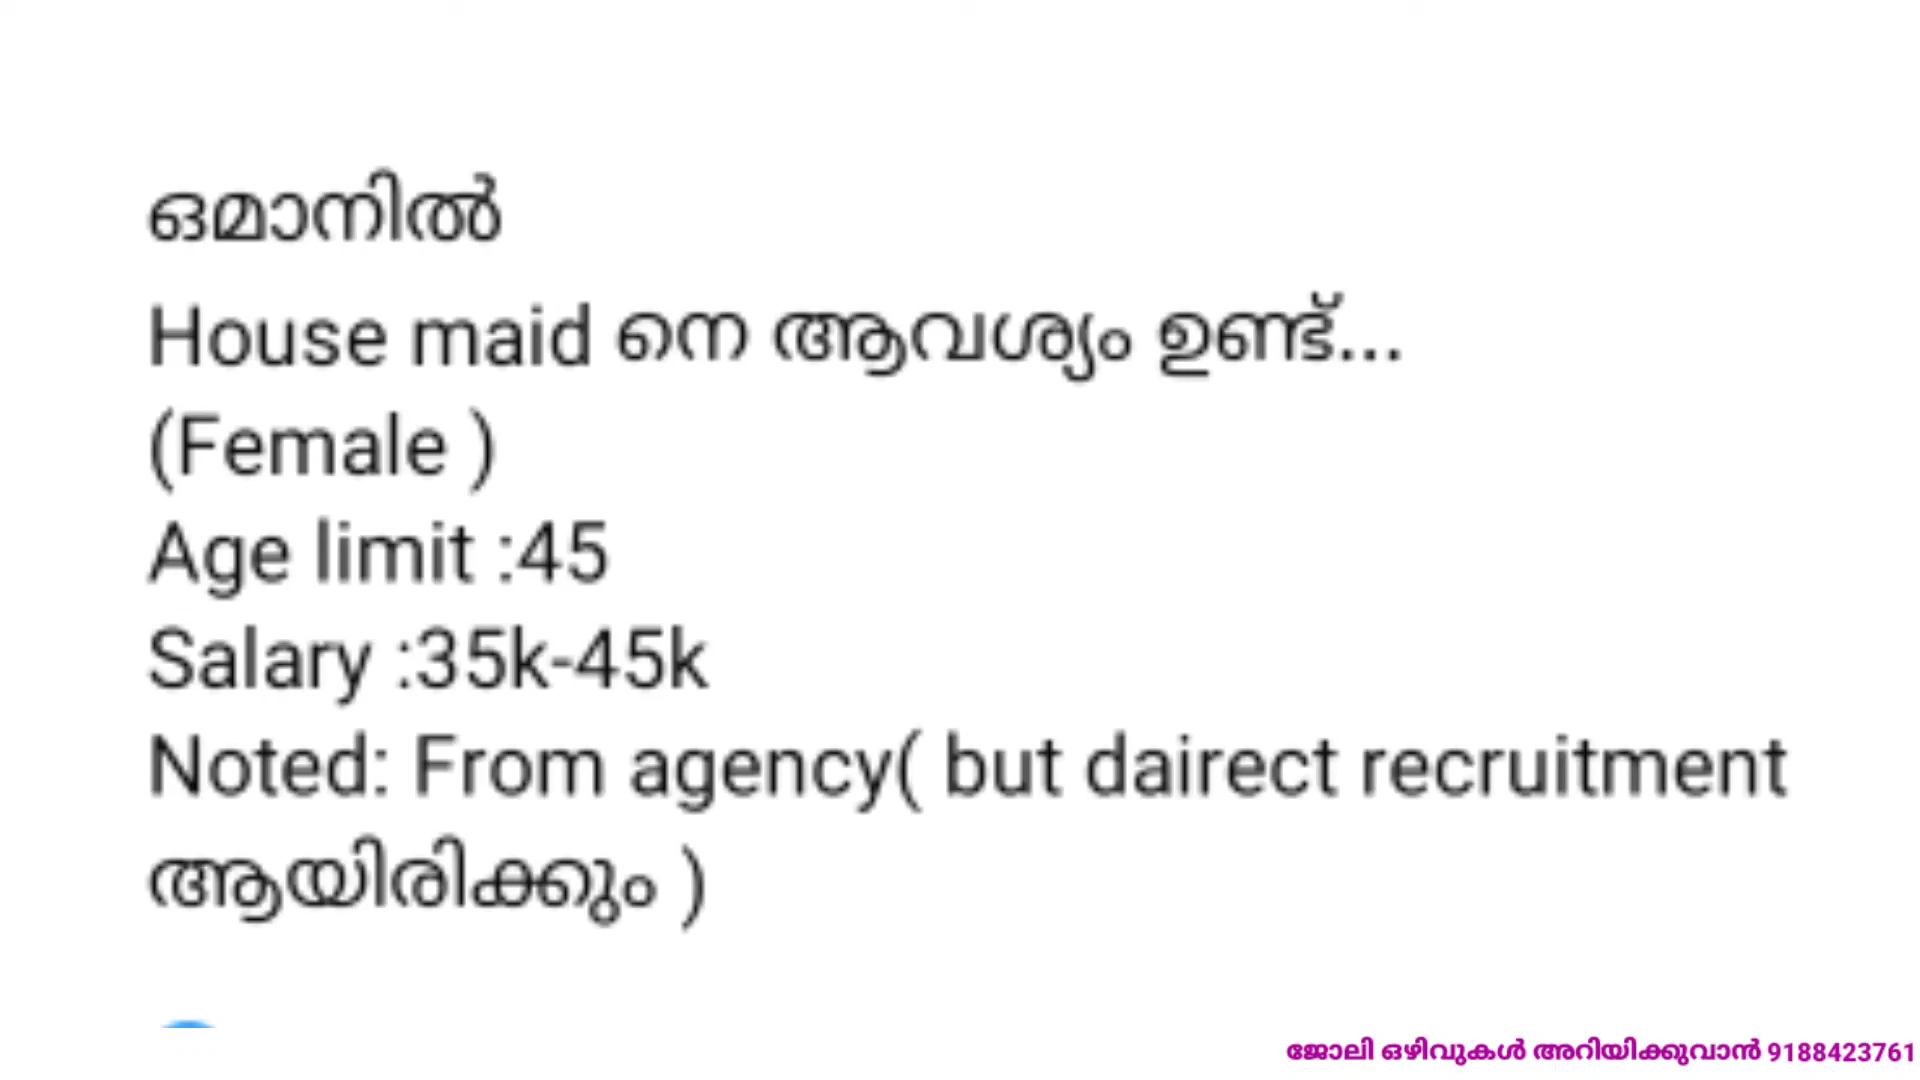 ഒമാനിൽ
House maid നെ ആവശ്യം ഉണ്ട്...
(Female )
Age limit :45
Salary :35k-45k
Noted: From agency( but dairect recruitment
ആയിരിക്കും )
ജോലി ഒഴിവുകൾ അറിയിക്കുവാൻ 9188423761